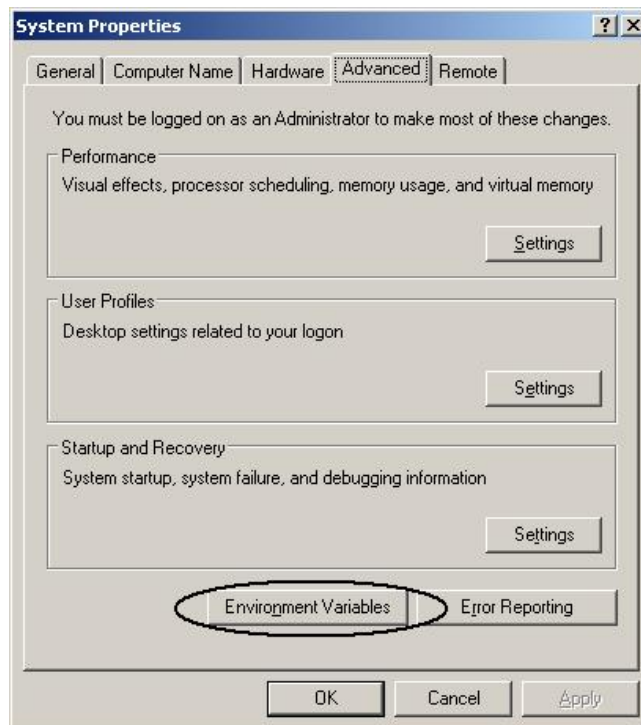 System Properties
?
General
Computer Name
Hardware
Advanced
Remote
You must be logged on as an Administrator to make most of these changes.
Performance
Visual effects, processor scheduling, memory usage, and virtual memory
Settings
User Profiles
Desktop settings related to your logon
Settings
Startup and Recovery
System startup, system failure, and debugging information
Settings
Environment Variables
Error Reporting
OK
Cancel
Apply